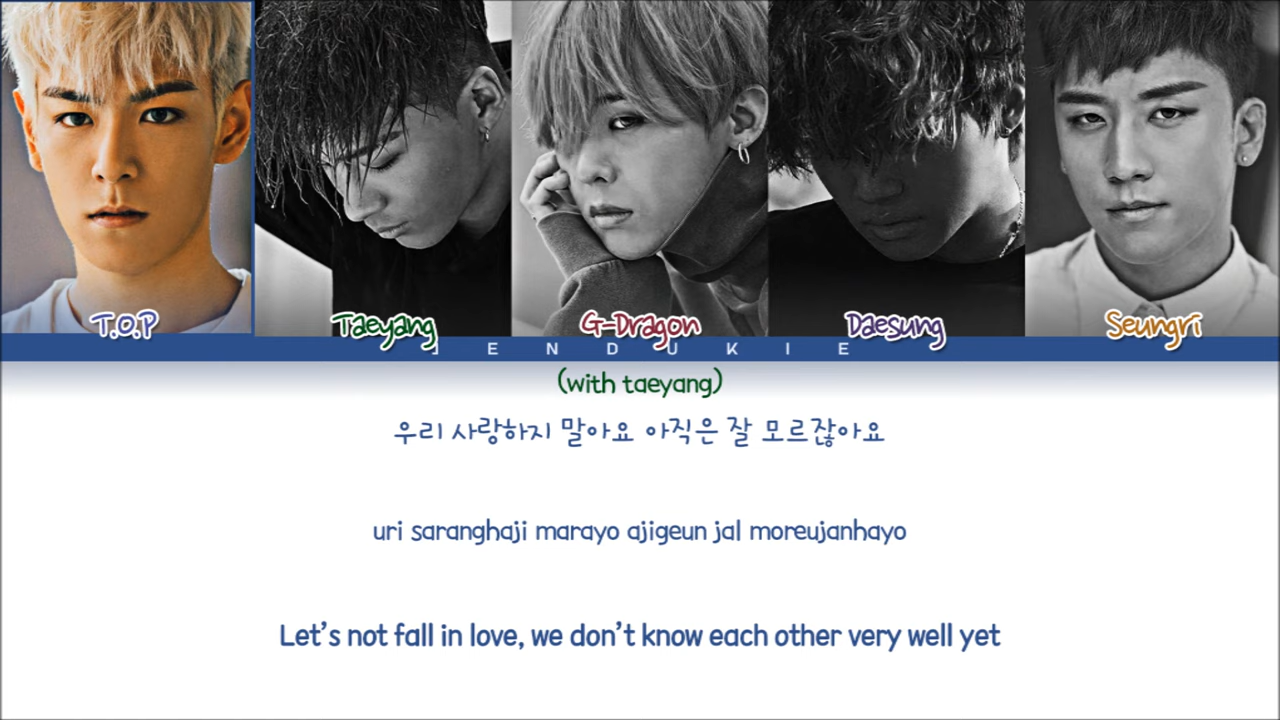 T.O.P Taeyang G-Dragon Daesung Seungri
JENDUKIE
(with taeyang)
우리 사랑하지 말아요 아직은 잘 모르잖아요
uri saranghaji marayo ajigeun jal moreujanhayo
Let's not fall in love, we don't know each other very well yet